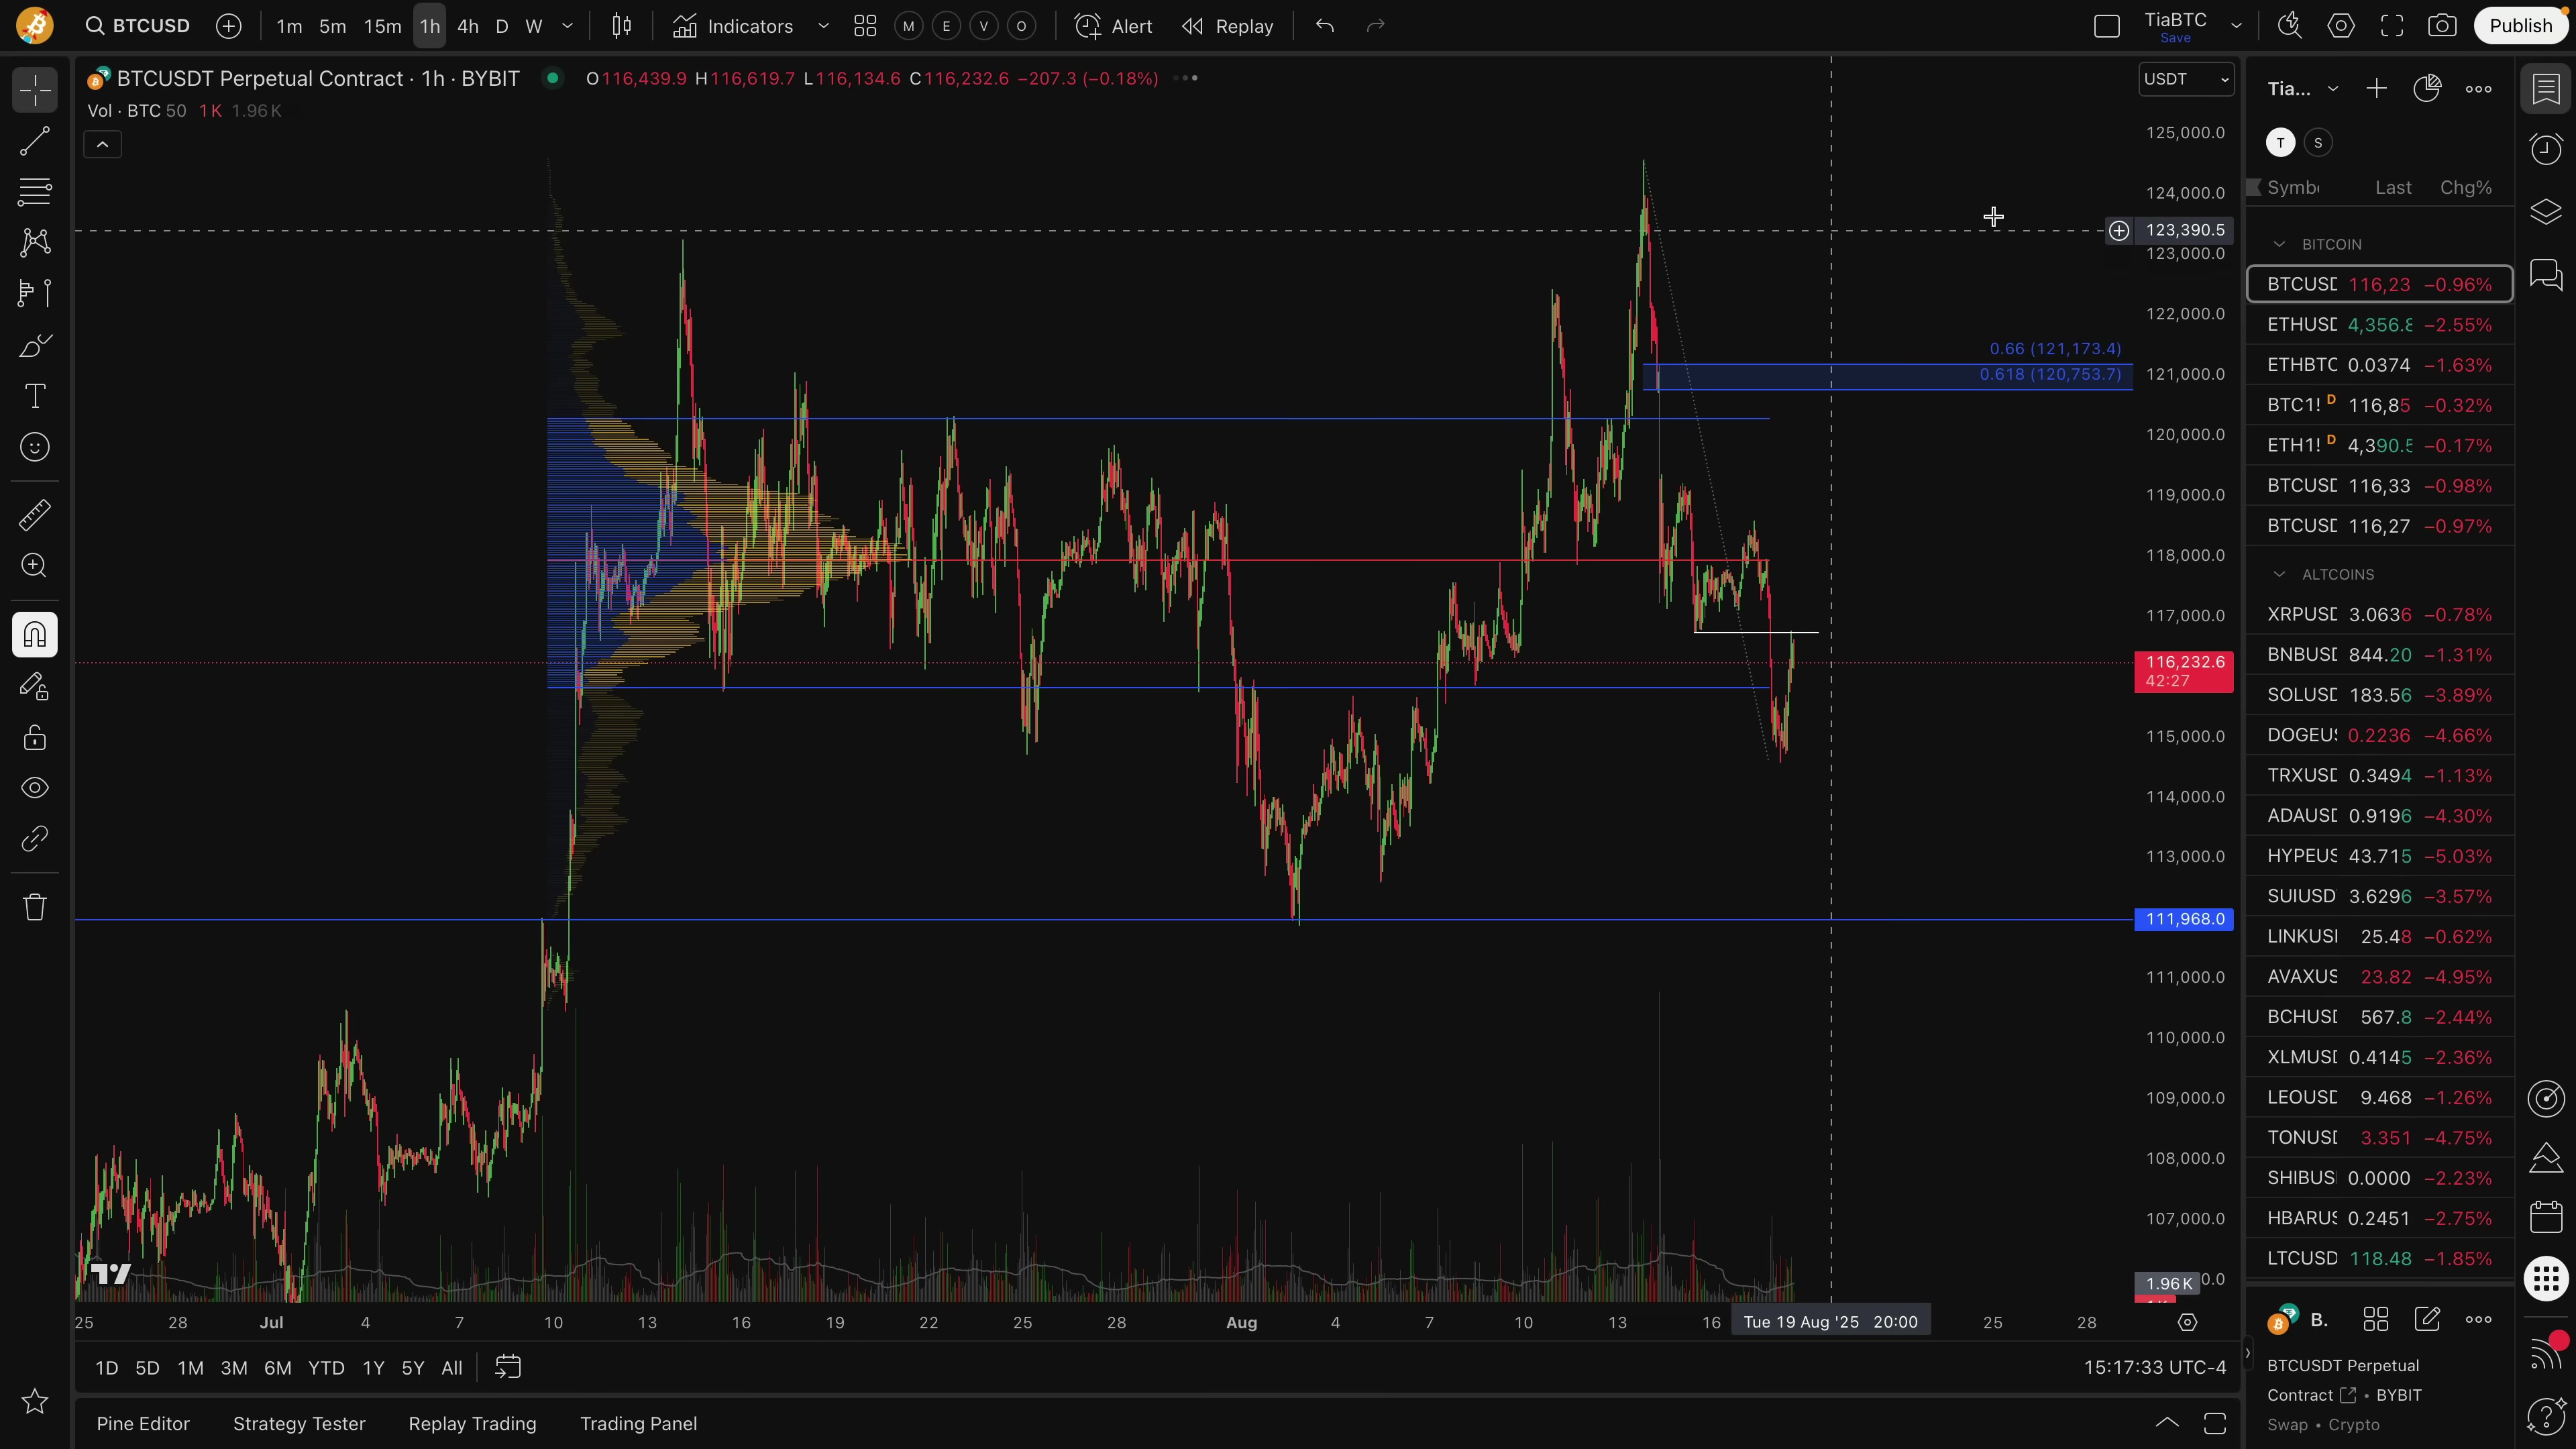 BTCUSD 1m 5m 15m 1h 4h D W Indicators M E V O Alert Replay TiaBTC Publish
Save
BTCUSDT Perpetual Contract · 1h · BYBIT O116,439.9 H116,619.7 L116,134.6 C116,232.6 −207.3 (−0.18%)
Vol · BTC 50 1K 1.96K
USDT
125,000.0
124,000.0
123,390.5
123,000.0
122,000.0
0.66 (121,173.4)
0.618 (120,753.7)
121,000.0
120,000.0
119,000.0
118,000.0
117,000.0
116,232.6
42:27
115,000.0
114,000.0
113,000.0
111,968.0
111,000.0
110,000.0
109,000.0
108,000.0
107,000.0
1.96K 0.0
25 28 Jul 4 7 10 13 16 19 22 25 28 Aug 4 7 10 13 16 Tue 19 Aug '25 20:00 25 28
1D 5D 1M 3M 6M YTD 1Y 5Y All
15:17:33 UTC-4
Pine Editor Strategy Tester Replay Trading Trading Panel
Tia...
T S
Symb Last Chg%
BITCOIN
BTCUSD 116,23 −0.96%
ETHUSD 4,356.8 −2.55%
ETHBTC 0.0374 −1.63%
BTC1! D 116,85 −0.32%
ETH1! D 4,390.5 −0.17%
BTCUSD 116,33 −0.98%
BTCUSD 116,27 −0.97%
ALTCOINS
XRPUSD 3.0636 −0.78%
BNBUSD 844.20 −1.31%
SOLUSD 183.56 −3.89%
DOGEUS 0.2236 −4.66%
TRXUSD 0.3494 −1.13%
ADAUSD 0.9196 −4.30%
HYPEUS 43.715 −5.03%
SUIUSD 3.6296 −3.57%
LINKUSD 25.48 −0.62%
AVAXUS 23.82 −4.95%
BCHUSD 567.8 −2.44%
XLMUSD 0.4145 −2.36%
LEOUSD 9.468 −1.26%
TONUSD 3.351 −4.75%
SHIBUS 0.0000 −2.23%
HBARUS 0.2451 −2.75%
LTCUSD 118.48 −1.85%
B.
BTCUSDT Perpetual
Contract • BYBIT
Swap • Crypto